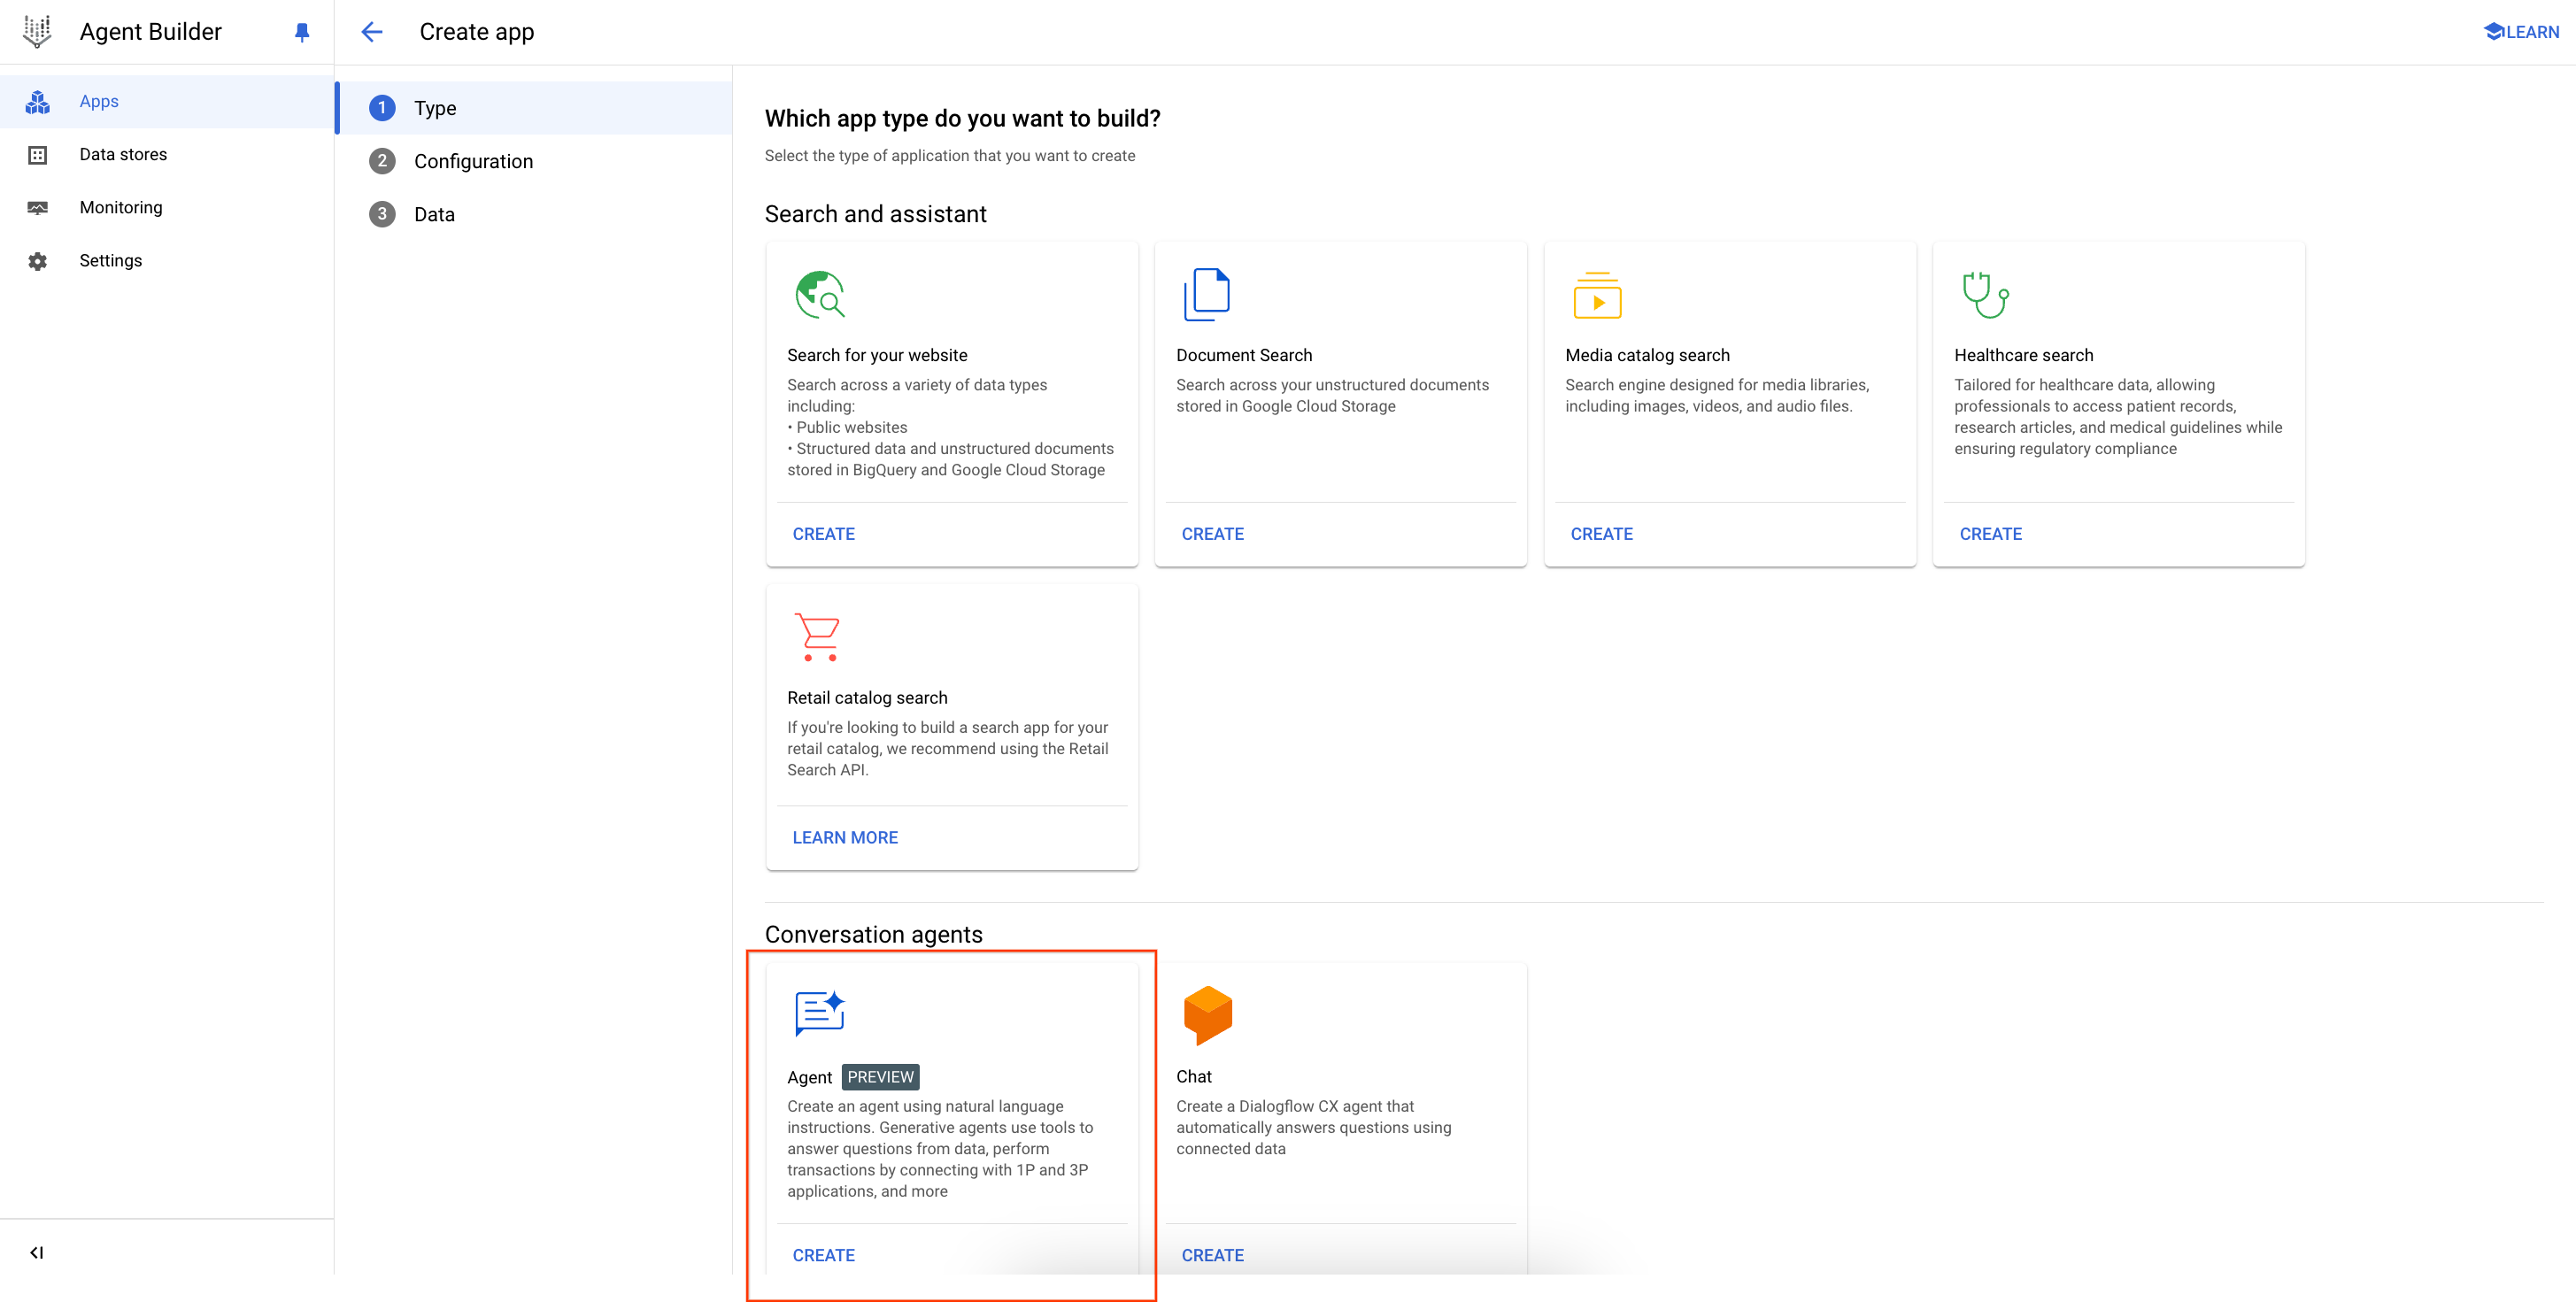 Agent Builder
Create app
LEARN
Apps
Data stores
Monitoring
Settings
1 Type
2 Configuration
3 Data
Which app type do you want to build?
Select the type of application that you want to create
Search and assistant
Search for your website
Search across a variety of data types
including:
• Public websites
• Structured data and unstructured documents
stored in BigQuery and Google Cloud Storage
CREATE
Document Search
Search across your unstructured documents
stored in Google Cloud Storage
CREATE
Media catalog search
Search engine designed for media libraries,
including images, videos, and audio files.
CREATE
Healthcare search
Tailored for healthcare data, allowing
professionals to access patient records,
research articles, and medical guidelines while
ensuring regulatory compliance
CREATE
Retail catalog search
If you're looking to build a search app for your
retail catalog, we recommend using the Retail
Search API.
LEARN MORE
Conversation agents
Agent PREVIEW
Create an agent using natural language
instructions. Generative agents use tools to
answer questions from data, perform
transactions by connecting with 1P and 3P
applications, and more
CREATE
Chat
Create a Dialogflow CX agent that
automatically answers questions using
connected data
CREATE